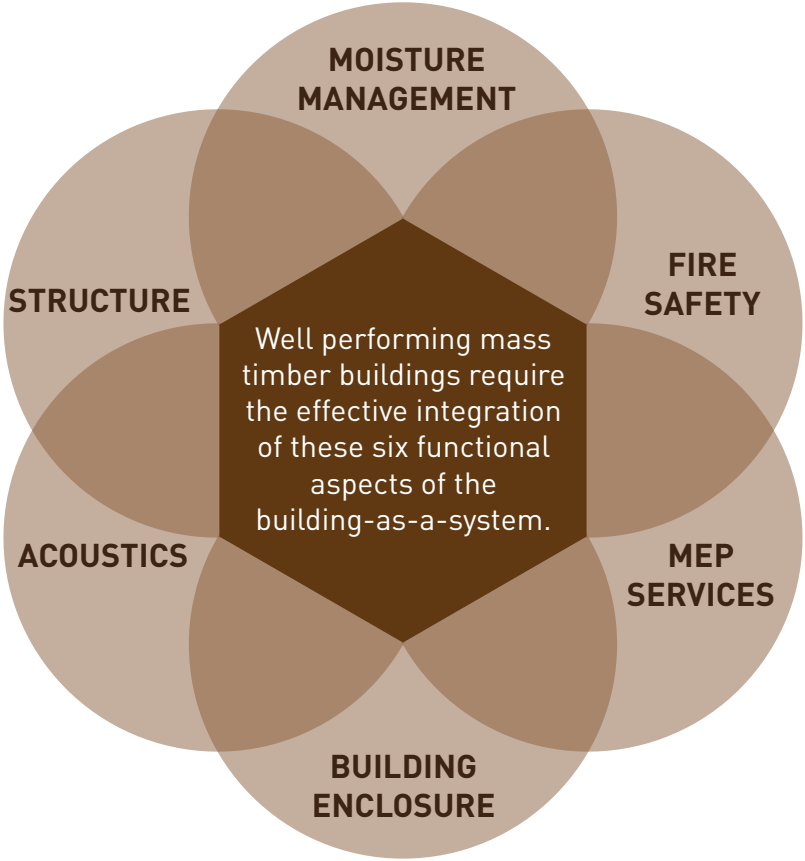 MOISTURE
MANAGEMENT
FIRE
SAFETY
STRUCTURE
Well performing mass
timber buildings require
the effective integration
of these six functional
aspects of the
building-as-a-system.
ACOUSTICS
MEP
SERVICES
BUILDING
ENCLOSURE